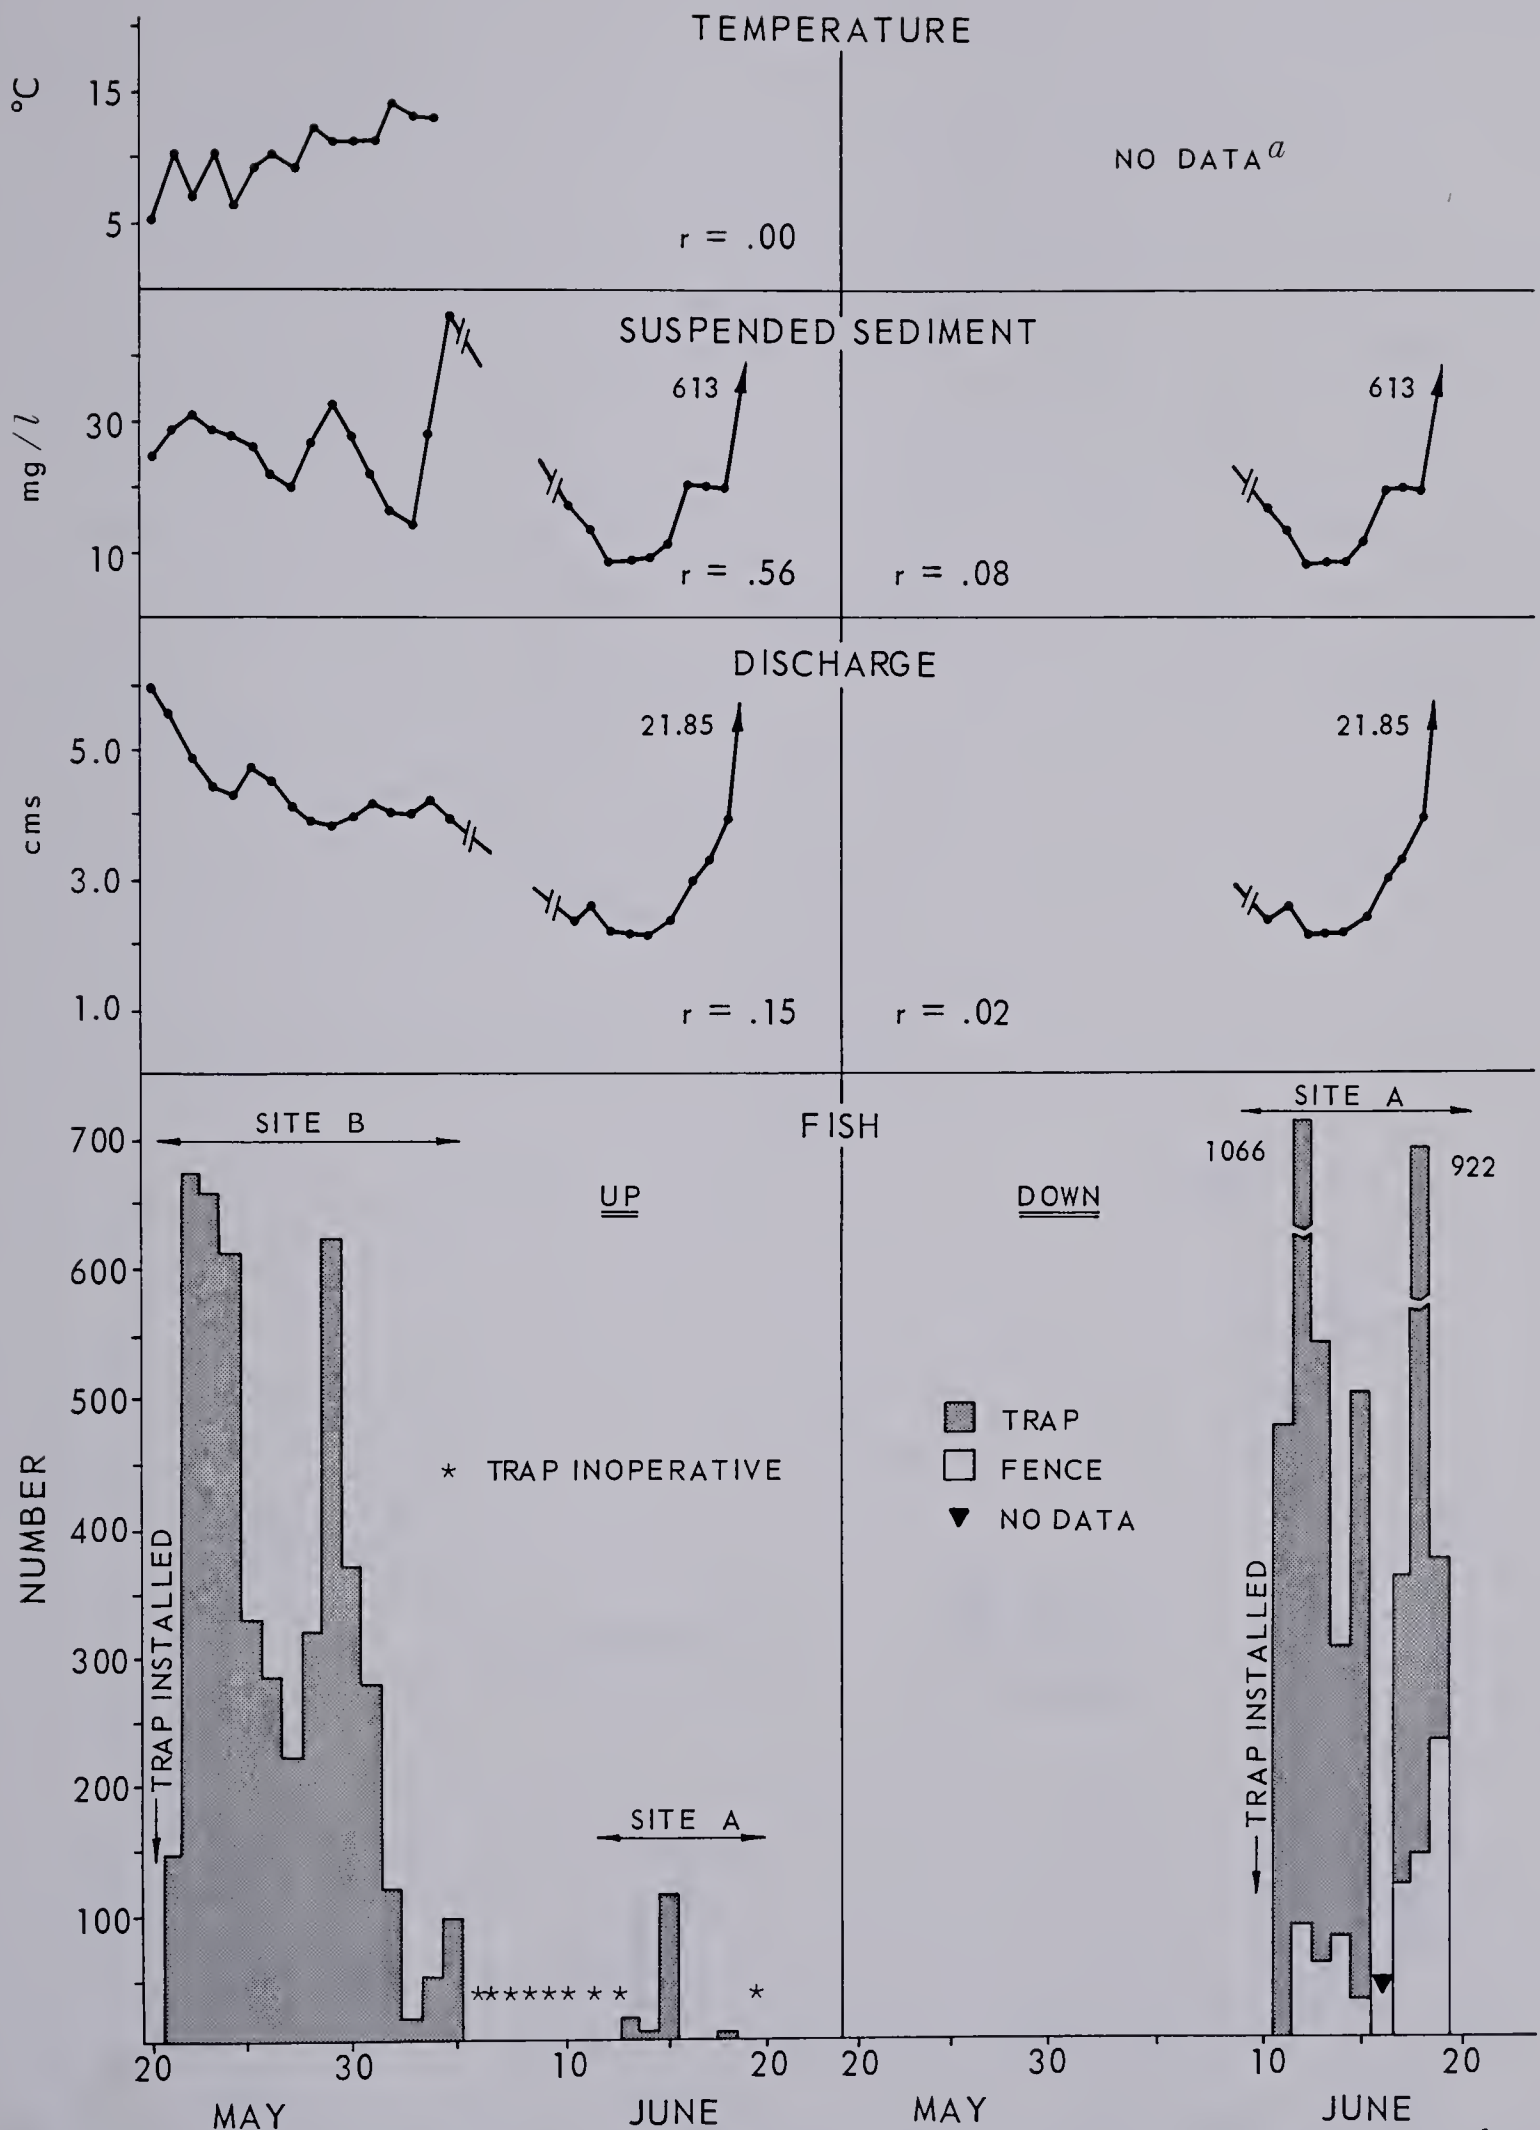 TEMPERATURE
°C
15
5
NO DATA a
r = .00
SUSPENDED SEDIMENT
mg/l
30
10
613
613
r = .56
r = .08
DISCHARGE
cms
5.0
3.0
1.0
21.85
21.85
r = .15
r = .02
FISH
SITE B
SITE A
700
600
500
400
300
200
100
NUMBER
UP
DOWN
1066
922
TRAP
FENCE
NO DATA
* TRAP INOPERATIVE
TRAP INSTALLED
TRAP INSTALLED
SITE A
********* *
20 30 10 20 20 30 10 20
MAY JUNE MAY JUNE